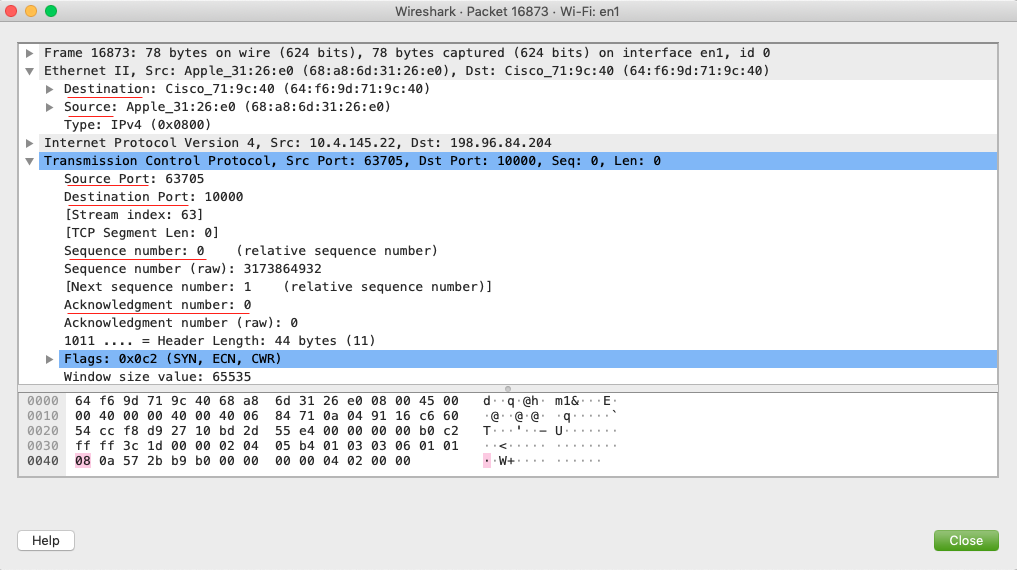 Wireshark · Packet 16873 · Wi-Fi: en1
Frame 16873: 78 bytes on wire (624 bits), 78 bytes captured (624 bits) on interface en1, id 0
Ethernet II, Src: Apple_31:26:e0 (68:a8:6d:31:26:e0), Dst: Cisco_71:9c:40 (64:f6:9d:71:9c:40)
Destination: Cisco_71:9c:40 (64:f6:9d:71:9c:40)
Source: Apple_31:26:e0 (68:a8:6d:31:26:e0)
Type: IPv4 (0x0800)
Internet Protocol Version 4, Src: 10.4.145.22, Dst: 198.96.84.204
Transmission Control Protocol, Src Port: 63705, Dst Port: 10000, Seq: 0, Len: 0
Source Port: 63705
Destination Port: 10000
[Stream index: 63]
[TCP Segment Len: 0]
Sequence number: 0    (relative sequence number)
Sequence number (raw): 3173864932
[Next sequence number: 1    (relative sequence number)]
Acknowledgment number: 0
Acknowledgment number (raw): 0
1011 .... = Header Length: 44 bytes (11)
Flags: 0x0c2 (SYN, ECN, CWR)
Window size value: 65535
0000  64 f6 9d 71 9c 40 68 a8  6d 31 26 e0 08 00 45 00   d··q·@h· m1&···E·
0010  00 40 00 00 40 00 40 06  84 71 0a 04 91 16 c6 60   ·@··@·@· ·q·····`
0020  54 cc f8 d9 27 10 bd 2d  55 e4 00 00 00 00 b0 c2   T···'··- U·······
0030  ff ff 3c 1d 00 00 02 04  05 b4 01 03 03 06 01 01   ··<····· ········
0040  08 0a 57 2b b9 b0 00 00  00 00 04 02 00 00         ··W+···· ······
Help
Close